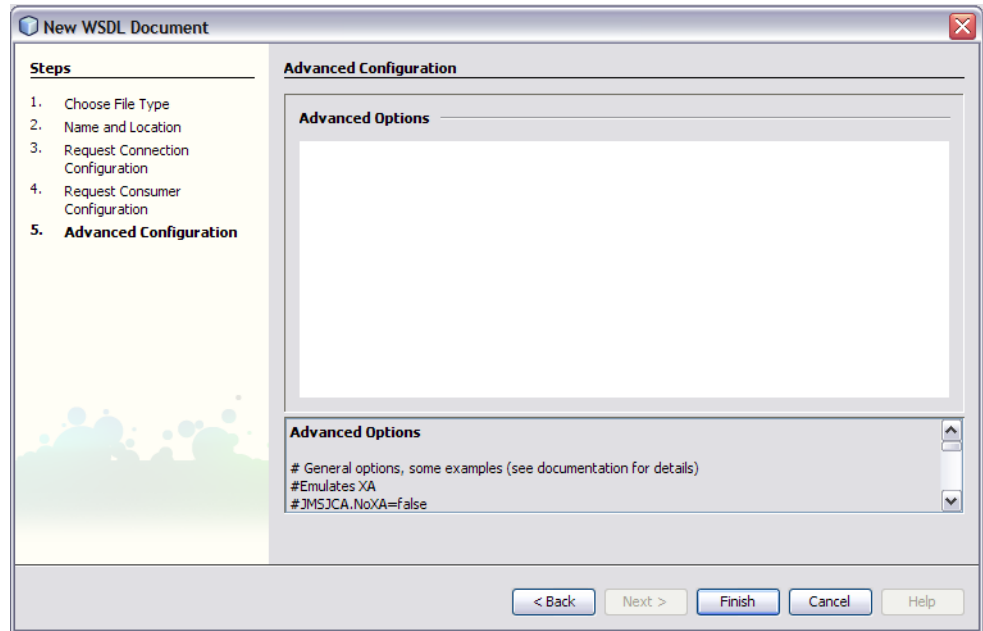 New WSDL Document
Steps
1. Choose File Type
2. Name and Location
3. Request Connection
Configuration
4. Request Consumer
Configuration
5. Advanced Configuration
Advanced Configuration
Advanced Options
Advanced Options
# General options, some examples (see documentation for details)
#Emulates XA
#JMSJCA.NoXA=false
< Back Next > Finish Cancel Help